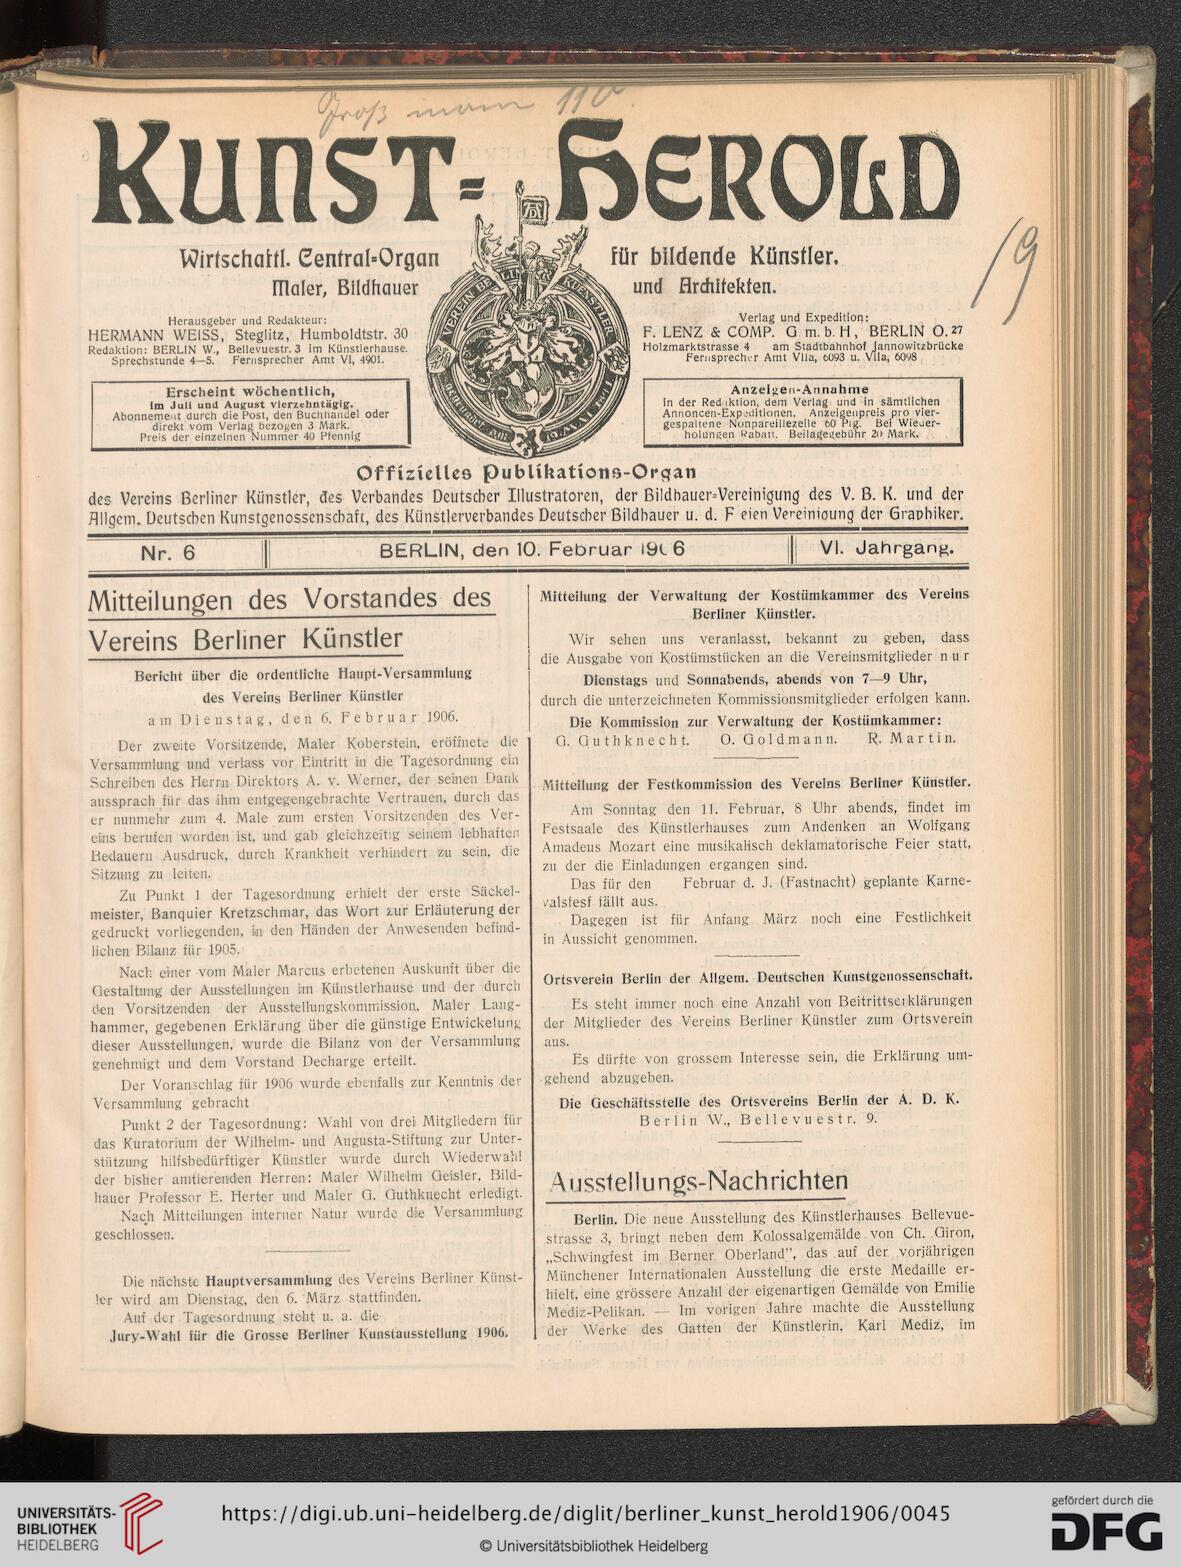 Groß
KUNST-HEROLD
19
Wirtschaftl. Central-Organ
für bildende Künstler.
Maler, Bildhauer
und Architekten.
Herausgeber und Redakteur:
HERMANN WEISS, Steglitz, Humboldtstr. 30
Redaktion: BERLIN W., Bellevuestr. 3 im Künstlerhause.
Sprechstunde 4—5. Fernsprecher Amt VI, 4901.
Verlag und Expedition:
F. LENZ & COMP. G m. b. H, BERLIN O. 27
Holzmarktstrasse 4 am Stadtbahnhof Jannowitzbrücke
Fernsprecher Amt VIIa, 6093 u. VIIa, 6098
VEREIN BERLINER KUENSTLER
19. MAI 1841
Erscheint wöchentlich,
im Juli und August vierzehntägig.
Abonnement durch die Post, den Buchhandel oder
direkt vom Verlag bezogen 3 Mark.
Preis der einzelnen Nummer 40 Pfennig
Anzeigen-Annahme
in der Redaktion, dem Verlag und in sämtlichen
Annoncen-Expeditionen. Anzeigenpreis pro vier-
gespaltene Nonpareillezeile 60 Pfg. Bei Wieder-
holungen Rabatt. Beilagegebühr 20 Mark.
Offizielles Publikations-Organ
des Vereins Berliner Künstler, des Verbandes Deutscher Illustratoren, der Bildhauer-Vereinigung des V. B. K. und der
Allgem. Deutschen Kunstgenossenschaft, des Künstlerverbandes Deutscher Bildhauer u. d. F eien Vereinigung der Graphiker.
Nr. 6
BERLIN, den 10. Februar 1906
VI. Jahrgang.
Mitteilungen des Vorstandes des
Vereins Berliner Künstler
Bericht über die ordentliche Haupt-Versammlung
des Vereins Berliner Künstler
am Dienstag, den 6. Februar 1906.
Der zweite Vorsitzende, Maler Koberstein, eröffnete die
Versammlung und verlass vor Eintritt in die Tagesordnung ein
Schreiben des Herrn Direktors A. v. Werner, der seinen Dank
aussprach für das ihm entgegengebrachte Vertrauen, durch das
er nunmehr zum 4. Male zum ersten Vorsitzenden des Ver-
eins berufen worden ist, und gab gleichzeitig seinem lebhaften
Bedauern Ausdruck, durch Krankheit verhindert zu sein, die
Sitzung zu leiten.
Zu Punkt 1 der Tagesordnung erhielt der erste Säckel-
meister, Banquier Kretzschmar, das Wort zur Erläuterung der
gedruckt vorliegenden, in den Händen der Anwesenden befind-
lichen Bilanz für 1905.
Nach einer vom Maler Marcus erbetenen Auskunft über die
Gestaltung der Ausstellungen im Künstlerhause und der durch
den Vorsitzenden der Ausstellungskommission, Maler Lang-
hammer, gegebenen Erklärung über die günstige Entwickelung
dieser Ausstellungen, wurde die Bilanz von der Versammlung
genehmigt und dem Vorstand Decharge erteilt.
Der Voranschlag für 1906 wurde ebenfalls zur Kenntnis der
Versammlung gebracht
Punkt 2 der Tagesordnung: Wahl von drei Mitgliedern für
das Kuratorium der Wilhelm- und Augusta-Stiftung zur Unter-
stützung hilfsbedürftiger Künstler wurde durch Wiederwahl
der bisher amtierenden Herren: Maler Wilhelm Geisler, Bild-
hauer Professor E. Herter und Maler G. Guthknecht erledigt.
Nach Mitteilungen interner Natur wurde die Versammlung
geschlossen.
Die nächste Hauptversammlung des Vereins Berliner Künst-
ler wird am Dienstag, den 6. März stattfinden.
Auf der Tagesordnung steht u. a. die
Jury-Wahl für die Grosse Berliner Kunstausstellung 1906.
Mitteilung der Verwaltung der Kostümkammer des Vereins
Berliner Künstler.
Wir sehen uns veranlasst, bekannt zu geben, dass
die Ausgabe von Kostümstücken an die Vereinsmitglieder nur
Dienstags und Sonnabends, abends von 7—9 Uhr,
durch die unterzeichneten Kommissionsmitglieder erfolgen kann.
Die Kommission zur Verwaltung der Kostümkammer:
G. Guthknecht. O. Goldmann. R. Martin.
Mitteilung der Festkommission des Vereins Berliner Künstler.
Am Sonntag den 11. Februar, 8 Uhr abends, findet im
Festsaale des Künstlerhauses zum Andenken an Wolfgang
Amadeus Mozart eine musikalisch deklamatorische Feier statt,
zu der die Einladungen ergangen sind.
Das für den Februar d. J. (Fastnacht) geplante Karne-
valsfest fällt aus.
Dagegen ist für Anfang März noch eine Festlichkeit
in Aussicht genommen.
Ortsverein Berlin der Allgem. Deutschen Kunstgenossenschaft.
Es steht immer noch eine Anzahl von Beitrittserklärungen
der Mitglieder des Vereins Berliner Künstler zum Ortsverein
aus.
Es dürfte von grossem Interesse sein, die Erklärung um-
gehend abzugeben.
Die Geschäftsstelle des Ortsvereins Berlin der A. D. K.
Berlin W., Bellevuestr. 9.
Ausstellungs-Nachrichten
Berlin. Die neue Ausstellung des Künstlerhauses Bellevue-
strasse 3, bringt neben dem Kolossalgemälde von Ch. Giron,
„Schwingfest im Berner Oberland", das auf der vorjährigen
Münchener Internationalen Ausstellung die erste Medaille er-
hielt, eine grössere Anzahl der eigenartigen Gemälde von Emilie
Mediz-Pelikan. — Im vorigen Jahre machte die Ausstellung
der Werke des Gatten der Künstlerin, Karl Mediz, im
UNIVERSITÄTS-
BIBLIOTHEK
HEIDELBERG
https://digi.ub.uni-heidelberg.de/diglit/berliner_kunst_herold1906/0045
© Universitätsbibliothek Heidelberg
gefördert durch die
DFG